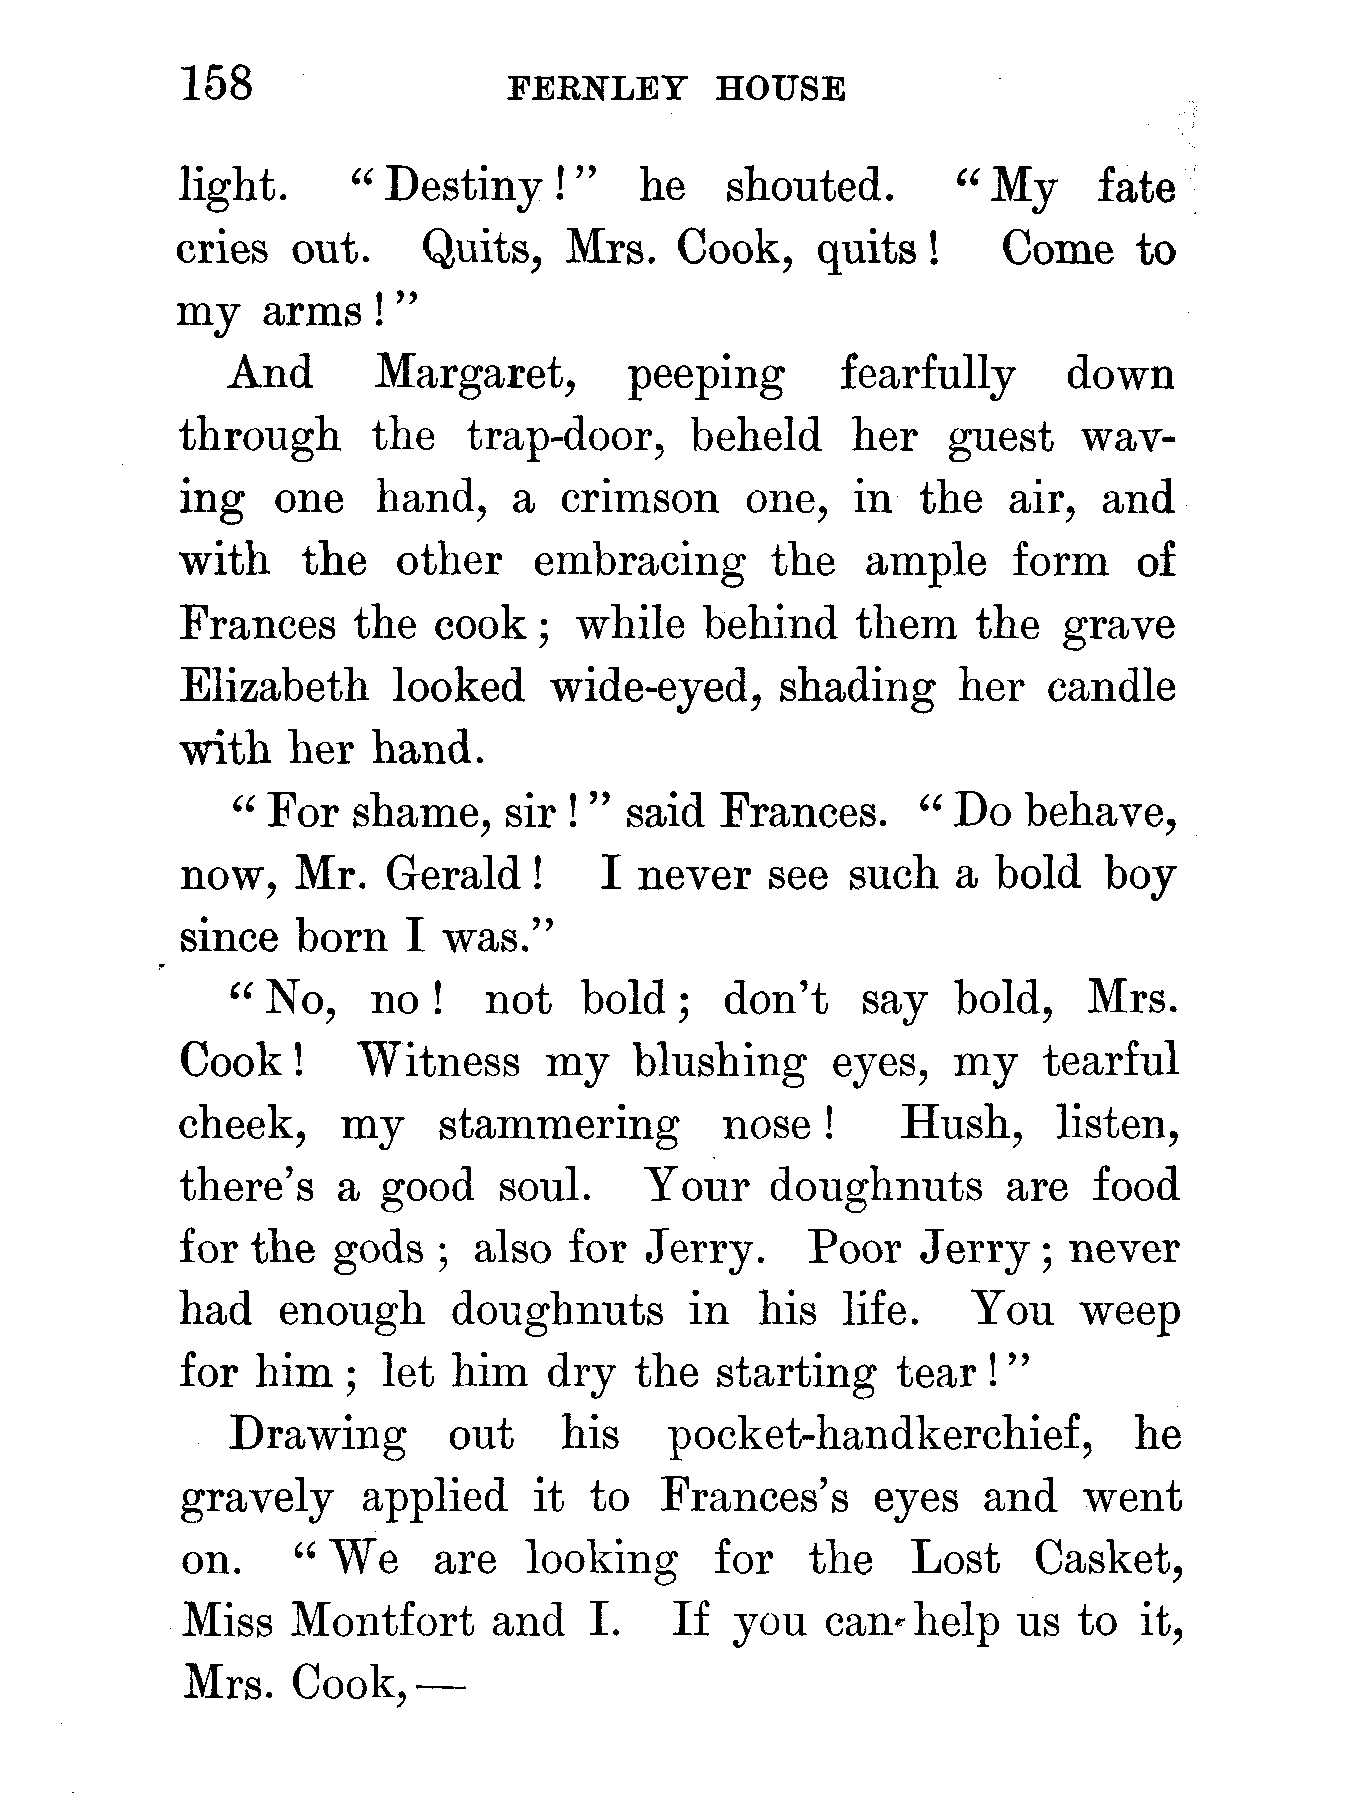 158 FERNLEY HOUSE
light. “Destiny!” he shouted. “My fate
cries out. Quits, Mrs. Cook, quits! Come to
my arms!”
And Margaret, peeping fearfully down
through the trap-door, beheld her guest wav-
ing one hand, a crimson one, in the air, and
with the other embracing the ample form of
Frances the cook; while behind them the grave
Elizabeth looked wide-eyed, shading her candle
with her hand.
“For shame, sir!” said Frances. “Do behave,
now, Mr. Gerald! I never see such a bold boy
since born I was.”
“No, no! not bold; don’t say bold, Mrs.
Cook! Witness my blushing eyes, my tearful
cheek, my stammering nose! Hush, listen,
there’s a good soul. Your doughnuts are food
for the gods; also for Jerry. Poor Jerry; never
had enough doughnuts in his life. You weep
for him; let him dry the starting tear!”
Drawing out his pocket-handkerchief, he
gravely applied it to Frances’s eyes and went
on. “We are looking for the Lost Casket,
Miss Montfort and I. If you can help us to it,
Mrs. Cook,—